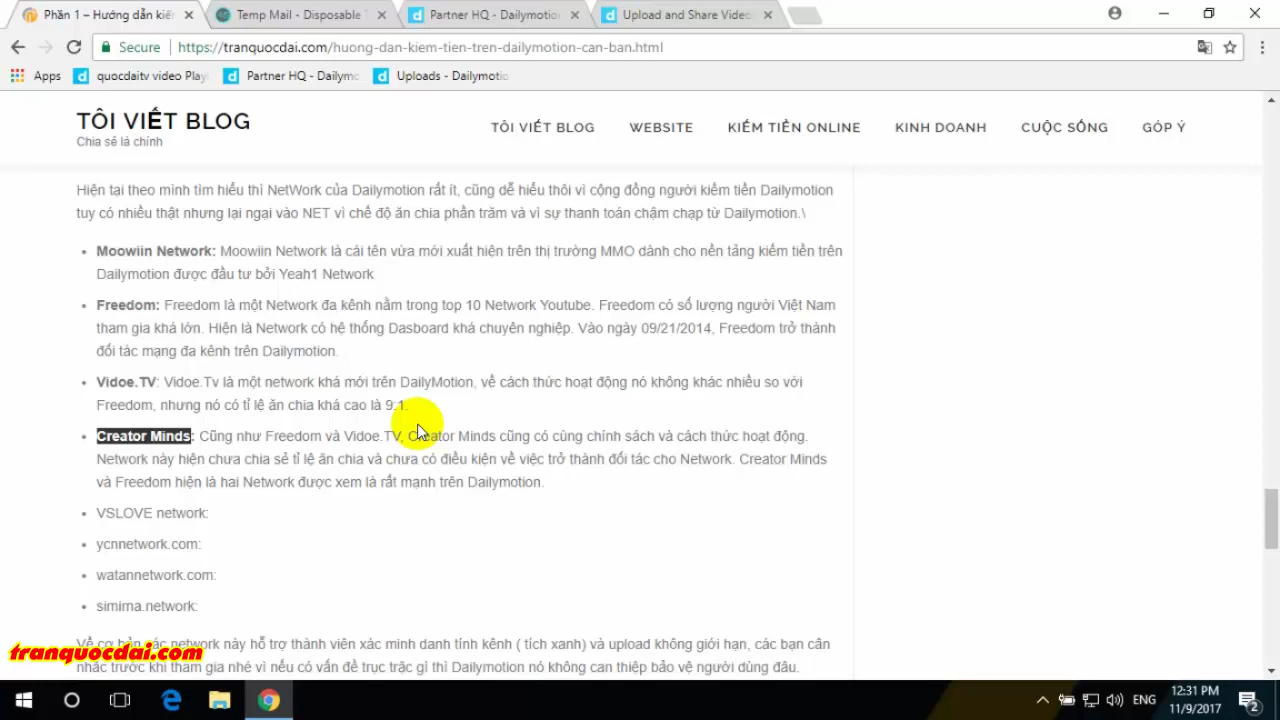 Phần 1 – Hướng dẫn kiến
Temp Mail - Disposable T
Partner HQ - Dailymotion
Upload and Share Video
Secure
https://tranquocdai.com/huong-dan-kiem-tien-tren-dailymotion-can-ban.html
Apps
quocdaitv video Play
Partner HQ - Dailymo
Uploads - Dailymotio
TÔI VIẾT BLOG
Chia sẽ là chính
TÔI VIẾT BLOG WEBSITE KIẾM TIỀN ONLINE KINH DOANH CUỘC SỐNG GÓP Ý
Hiện tại theo mình tìm hiểu thì NetWork của Dailymotion rất ít, cũng dễ hiểu thôi vì cộng đồng người kiếm tiền Dailymotion
tuy có nhiều thật nhưng lại ngại vào NET vì chế độ ăn chia phần trăm và vì sự thanh toán chậm chạp từ Dailymotion.\
Moowiin Network: Moowiin Network là cái tên vừa mới xuất hiện trên thị trường MMO dành cho nền tảng kiếm tiền trên
Dailymotion được đầu tư bởi Yeah1 Network
Freedom: Freedom là một Network đa kênh nằm trong top 10 Network Youtube. Freedom có số lượng người Việt Nam
tham gia khá lớn. Hiện là Network có hệ thống Dasboard khá chuyên nghiệp. Vào ngày 09/21/2014, Freedom trở thành
đối tác mạng đa kênh trên Dailymotion.
Vidoe.TV: Vidoe.Tv là một network khá mới trên DailyMotion, về cách thức hoạt động nó không khác nhiều so với
Freedom, nhưng nó có tỉ lệ ăn chia khá cao là 9:1.
Creator Minds: Cũng như Freedom và Vidoe.TV, Creator Minds cũng có cùng chính sách và cách thức hoạt động.
Network này hiện chưa chia sẻ tỉ lệ ăn chia và chưa có điều kiện về việc trở thành đối tác cho Network. Creator Minds
và Freedom hiện là hai Network được xem là rất mạnh trên Dailymotion.
VSLOVE network:
ycnnetwork.com:
watannetwork.com:
simima.network:
Về cơ bản các network này hỗ trợ thành viên xác minh danh tính kênh ( tích xanh) và upload không giới hạn, các bạn cân
nhắc trước khi tham gia nhé vì nếu có vấn đề trục trặc gì thì Dailymotion nó không can thiệp bảo vệ người dùng đâu.
tranquocdai.com
ENG
12:31 PM
11/9/2017
2